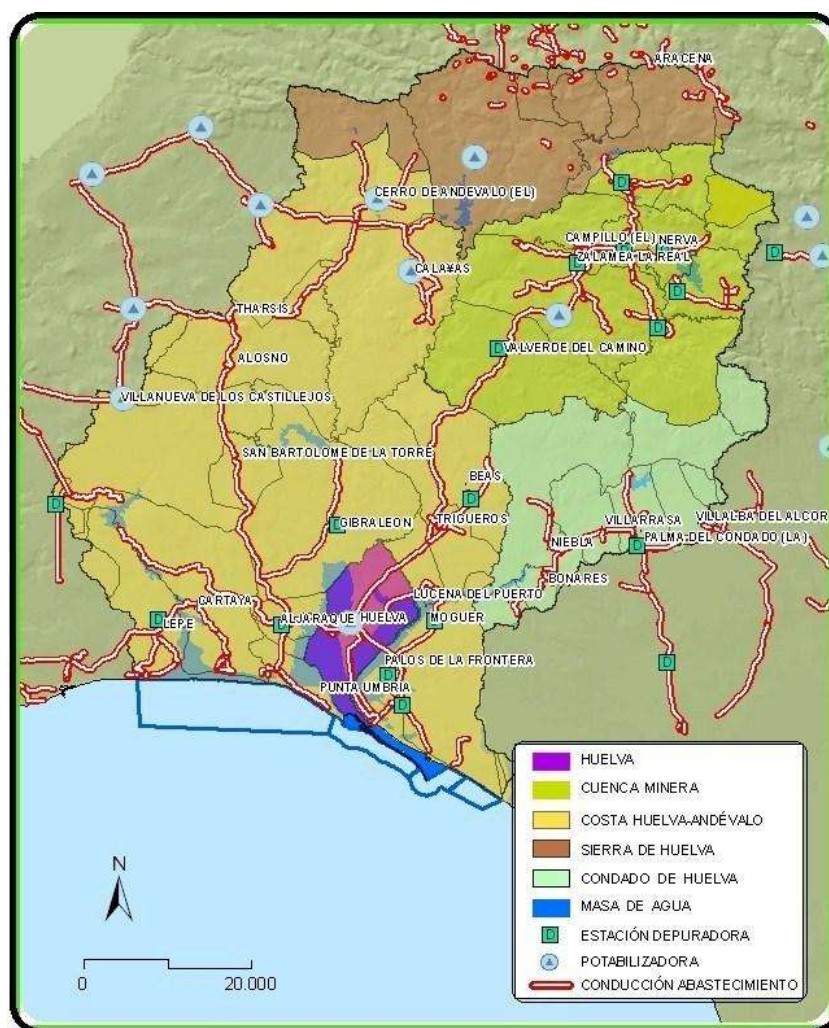 ARACENA
CERRO DE ANDEVALO (EL)
CAMPILLO (EL)
NERVA
ZALAMEA LA REAL
CALA¥AS
THARSIS
ALOSNO
VALVERDE DEL CAMINO
VILLANUEVA DE LOS CASTILLEJOS
SAN BARTOLOME DE LA TORRE
BEAS
GIBRALEON
TRIGUEROS
VILLARRASA
VILLALBA DEL ALCOR
NIEBLA
PALMA DEL CONDADO (LA)
BONARES
LUCENA DEL PUERTO
CARTAYA
LEPE
ALJARAQUE
HUELVA
MOGUER
PALOS DE LA FRONTERA
PUNTA UMBRIA
HUELVA
CUENCA MINERA
COSTA HUELVA-ANDÉVALO
SIERRA DE HUELVA
CONDADO DE HUELVA
MASA DE AGUA
D ESTACIÓN DEPURADORA
POTABILIZADORA
CONDUCCIÓN ABASTECIMIENTO
N
0 20.000